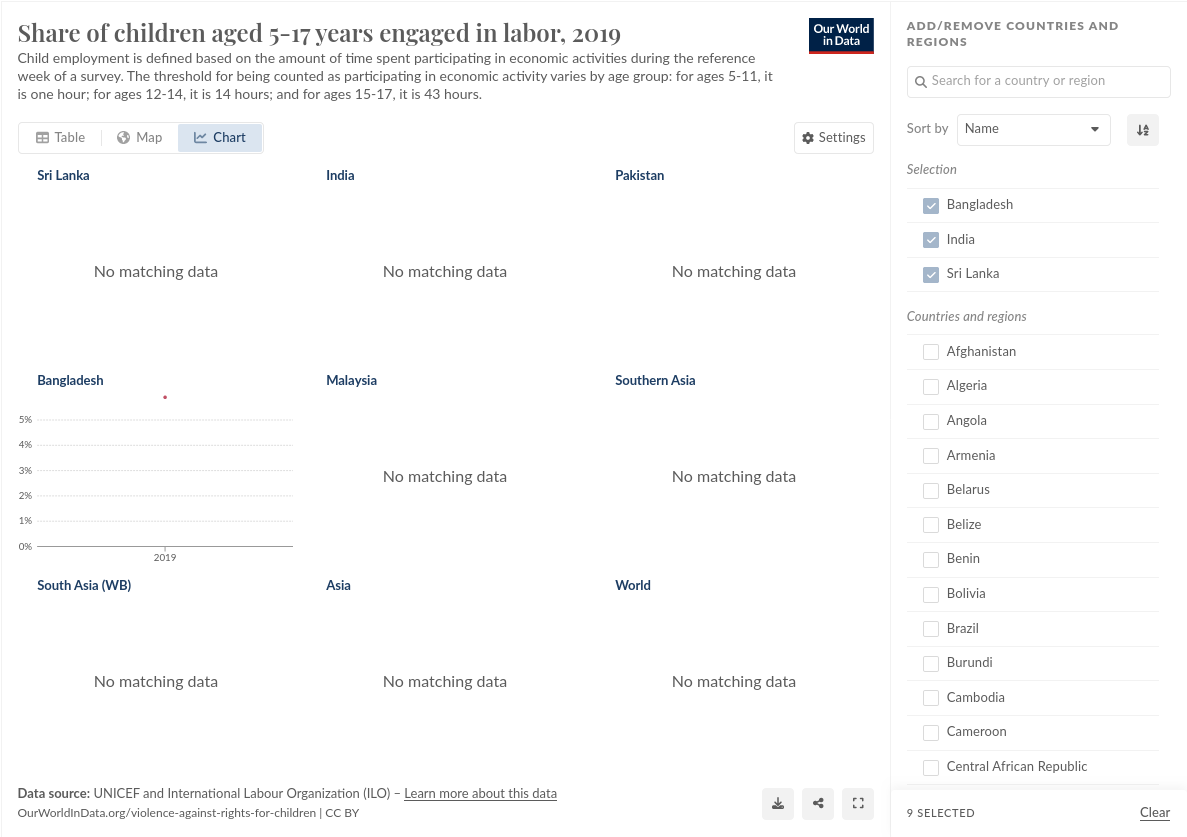 Share of children aged 5-17 years engaged in labor, 2019
Child employment is defined based on the amount of time spent participating in economic activities during the reference
week of a survey. The threshold for being counted as participating in economic activity varies by age group: for ages 5-11, it
is one hour; for ages 12-14, it is 14 hours; and for ages 15-17, it is 43 hours.
Our World
in Data
Table
Map
Chart
Settings
Sri Lanka
India
Pakistan
No matching data
No matching data
No matching data
Bangladesh
Malaysia
Southern Asia
5%
4%
3%
2%
1%
0%
2019
No matching data
No matching data
South Asia (WB)
Asia
World
No matching data
No matching data
No matching data
Data source: UNICEF and International Labour Organization (ILO) – Learn more about this data
OurWorldInData.org/violence-against-rights-for-children | CC BY
ADD/REMOVE COUNTRIES AND
REGIONS
Search for a country or region
Sort by
Name
Selection
Bangladesh
India
Sri Lanka
Countries and regions
Afghanistan
Algeria
Angola
Armenia
Belarus
Belize
Benin
Bolivia
Brazil
Burundi
Cambodia
Cameroon
Central African Republic
9 SELECTED
Clear